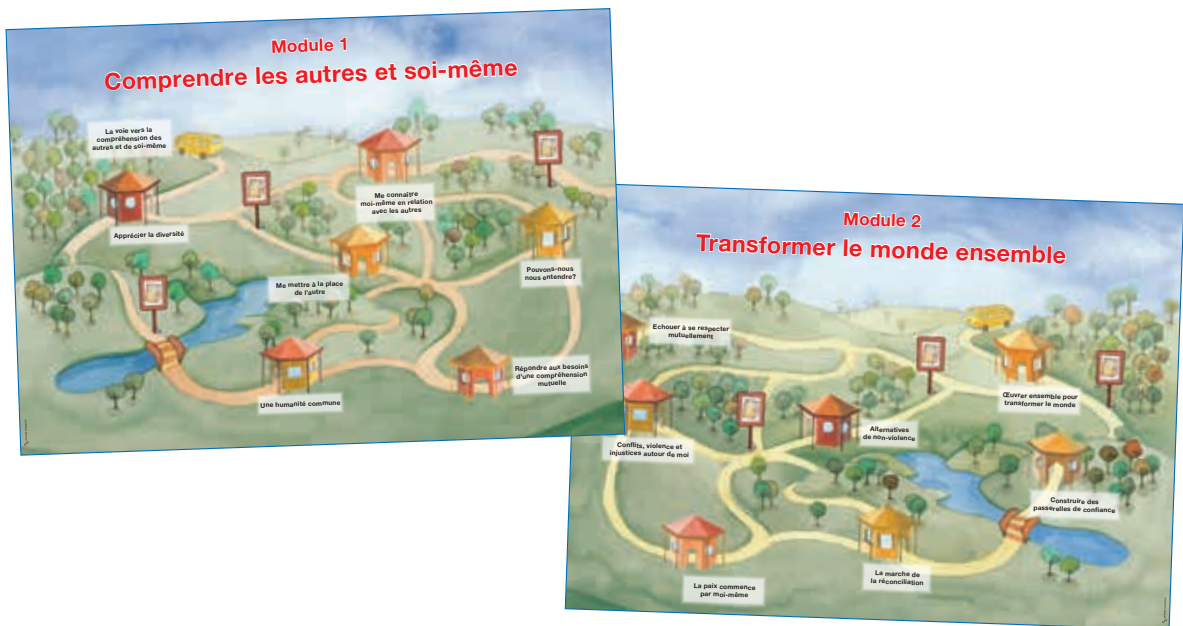 Module 1
Comprendre les autres et soi-même
La voie vers la
compréhension des
autres et de soi-même
Me connaître
moi-même en relation
avec les autres
Apprécier la diversité
Pouvons-nous
nous entendre?
Me mettre à la place
de l'autre
Répondre aux besoins
d'une compréhension
mutuelle
Une humanité commune
Module 2
Transformer le monde ensemble
Echouer à se respecter
mutuellement
Œuvrer ensemble pour
transformer le monde
Alternatives
de non-violence
Conflits, violence et
injustices autour de moi
Construire des
passerelles de confiance
La marche de
la réconciliation
La paix commence
par moi-même